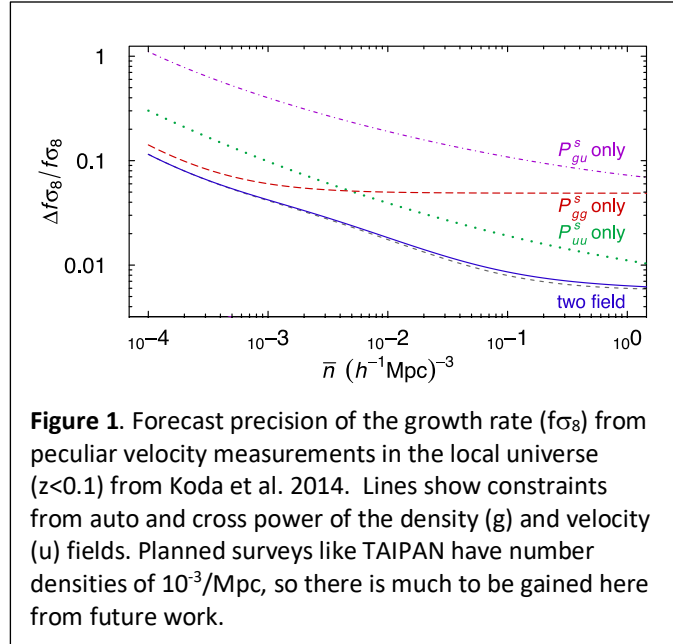 1
0.1
0.01
Δfσ₈/fσ₈
P^s_gu only
P^s_gg only
P^s_uu only
two field
10⁻⁴ 10⁻³ 10⁻² 10⁻¹ 10⁰
n̅ (h⁻¹Mpc)⁻³
Figure 1. Forecast precision of the growth rate (fσ₈) from
peculiar velocity measurements in the local universe
(z<0.1) from Koda et al. 2014. Lines show constraints
from auto and cross power of the density (g) and velocity
(u) fields. Planned surveys like TAIPAN have number
densities of 10⁻³/Mpc, so there is much to be gained here
from future work.